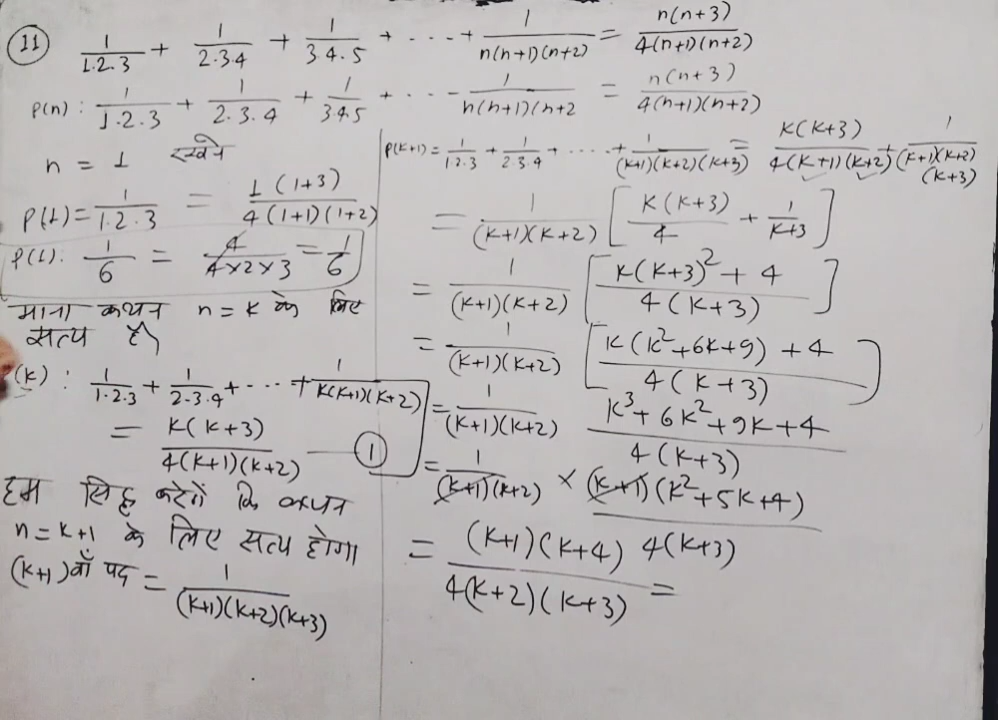 (11) 1/1.2.3 + 1/2.3.4 + 1/3.4.5 + ... + 1/n(n+1)(n+2) = n(n+3)/4(n+1)(n+2)
P(n) : 1/1.2.3 + 1/2.3.4 + 1/3.4.5 + ... - 1/n(n+1)(n+2 = n(n+3)/4(n+1)(n+2)
n = 1 रखने
P(1) = 1/1.2.3 = 1(1+3)/4(1+1)(1+2)
P(1): 1/6 = 4/4×2×3 = 1/6
माना कथन n = k के लिए
सत्य है
(k) : 1/1.2.3 + 1/2.3.4 + ... + 1/k(k+1)(k+2)
= k(k+3)/4(k+1)(k+2) — (1)
हम सिद्ध करेगें कि कथन
n = k+1 के लिए सत्य होगा
(k+1) वाँ पद = 1/(k+1)(k+2)(k+3)
P(k+1) = 1/1.2.3 + 1/2.3.4 + ... + 1/(k+1)(k+2)(k+3) = k(k+3)/4(k+1)(k+2) + 1/(k+1)(k+2)(k+3)
= 1/(k+1)(k+2) [k(k+3)/4 + 1/k+3]
= 1/(k+1)(k+2) [k(k+3)²+4/4(k+3)]
= 1/(k+1)(k+2) [k(k²+6k+9)+4/4(k+3)]
= 1/(k+1)(k+2) k³+6k²+9k+4/4(k+3)
= 1/(k+1)(k+2) × (k+1)(k²+5k+4)/4(k+3)
= (k+1)(k+4)/4(k+2)(k+3) =